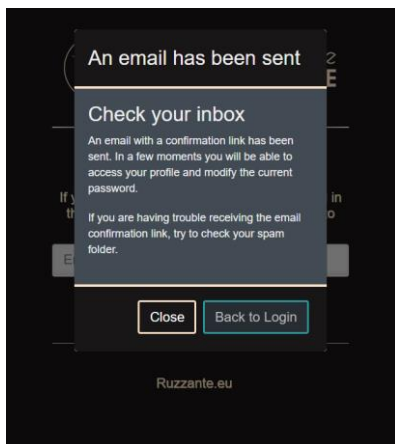 An email has been sent
Check your inbox
An email with a confirmation link has been
sent. In a few moments you will be able to
access your profile and modify the current
password.
If you are having trouble receiving the email
confirmation link, try to check your spam
folder.
Close
Back to Login
Ruzzante.eu